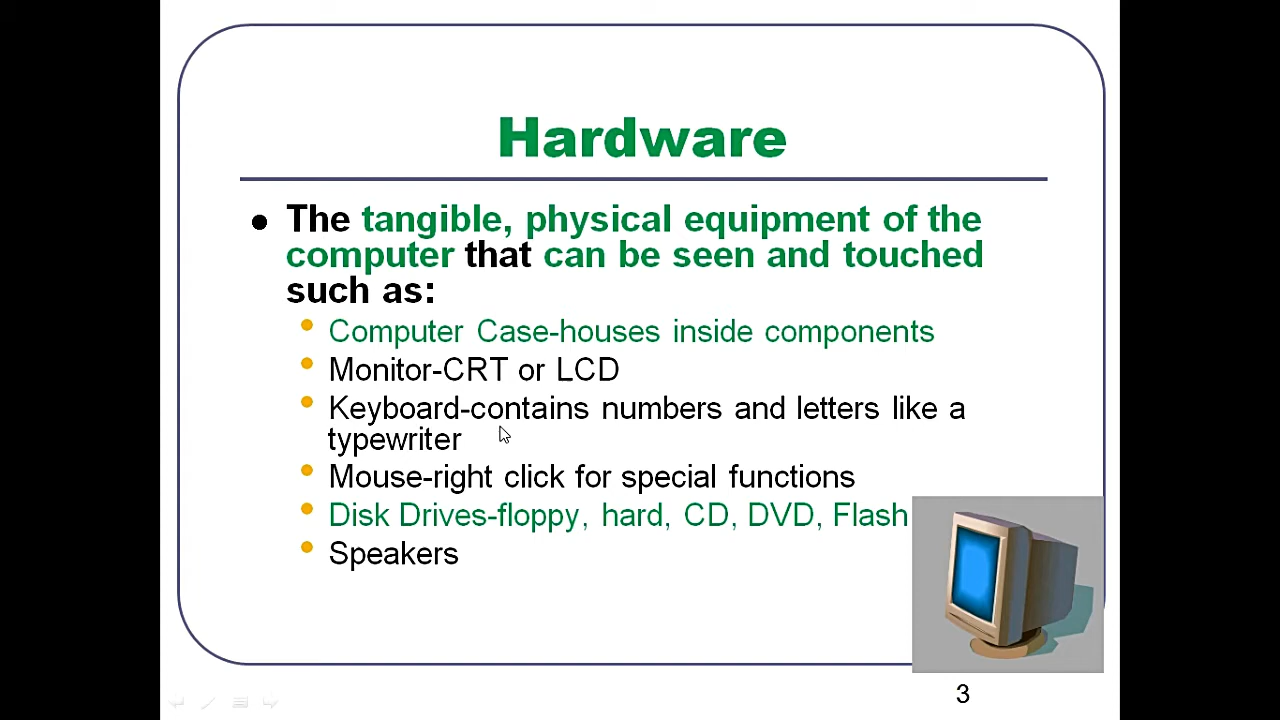 Hardware
The tangible, physical equipment of the
computer that can be seen and touched
such as:
Computer Case-houses inside components
Monitor-CRT or LCD
Keyboard-contains numbers and letters like a
typewriter
Mouse-right click for special functions
Disk Drives-floppy, hard, CD, DVD, Flash
Speakers
3